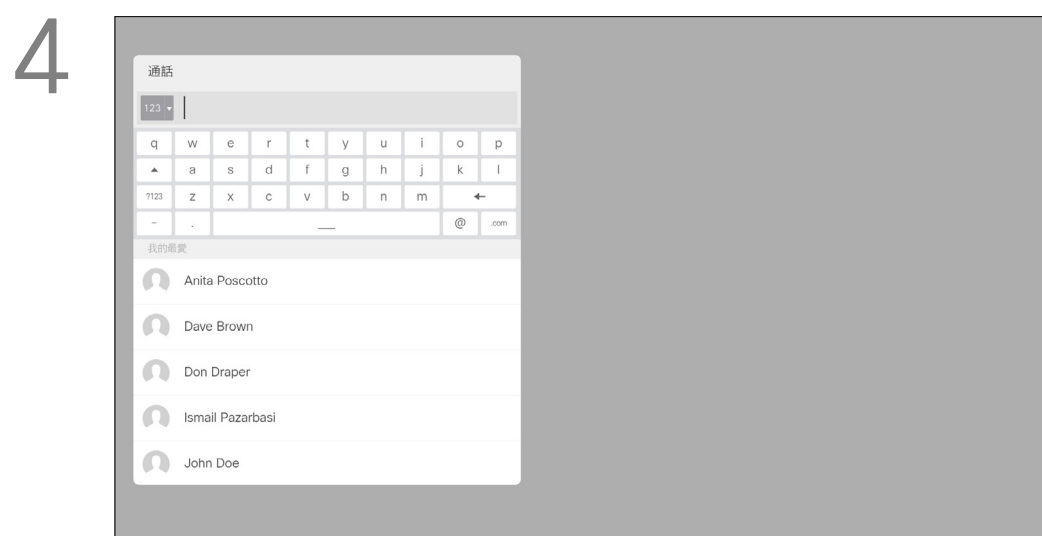 4
通話
123
q w e r t y u i o p
a s d f g h j k l
?123 z x c v b n m
- . @ .com
我的最愛
Anita Poscotto
Dave Brown
Don Draper
Ismail Pazarbasi
John Doe